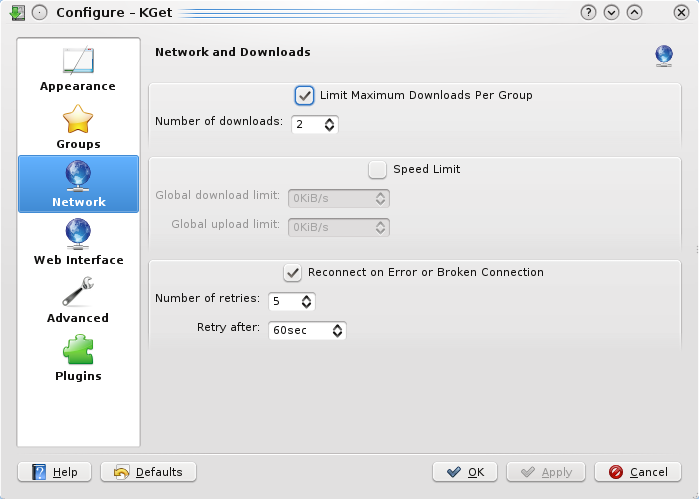 Configure – KGet
Appearance
Groups
Network
Web Interface
Advanced
Plugins
Network and Downloads
Limit Maximum Downloads Per Group
Number of downloads: 2
Speed Limit
Global download limit: 0KiB/s
Global upload limit: 0KiB/s
Reconnect on Error or Broken Connection
Number of retries: 5
Retry after: 60sec
Help Defaults OK Apply Cancel